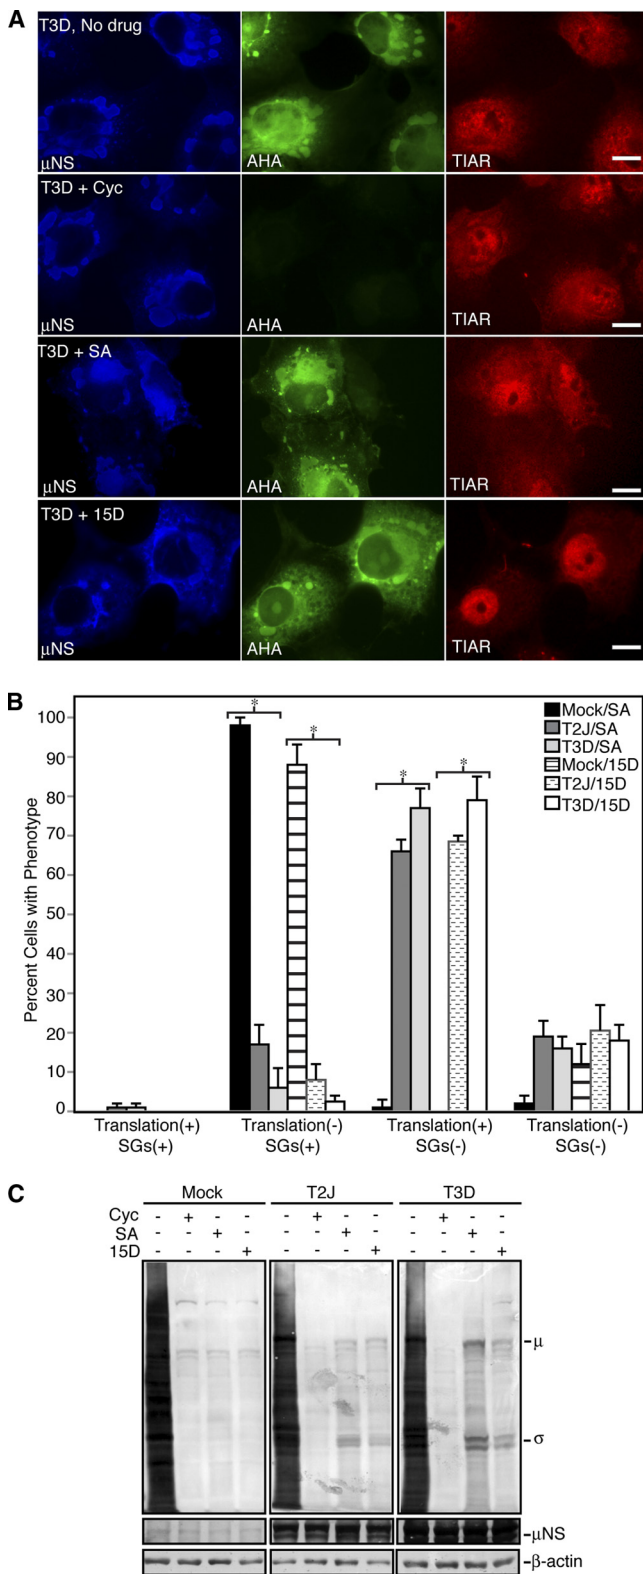 A
T3D, No drug
μNS
AHA
TIAR
T3D + Cyc
μNS
AHA
TIAR
T3D + SA
μNS
AHA
TIAR
T3D + 15D
μNS
AHA
TIAR
B
Percent Cells with Phenotype
100
90
80
70
60
50
40
30
20
10
0
* * * *
Mock/SA
T2J/SA
T3D/SA
Mock/15D
T2J/15D
T3D/15D
Translation(+) Translation(-) Translation(+) Translation(-)
SGs(+) SGs(+) SGs(-) SGs(-)
C
Mock T2J T3D
Cyc - + - - - + - - - + - -
SA - - + - - - + - - - + -
15D - - - + - - - + - - - +
-μ
-σ
-μNS
-β-actin